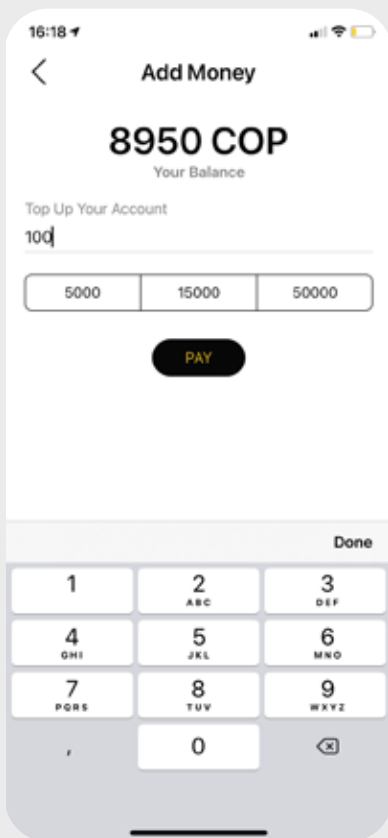 16:18
Add Money
8950 COP
Your Balance
Top Up Your Account
100
5000 15000 50000
PAY
Done
1 2 3
ABC DEF
4 5 6
GHI JKL MNO
7 8 9
PQRS TUV WXYZ
, 0